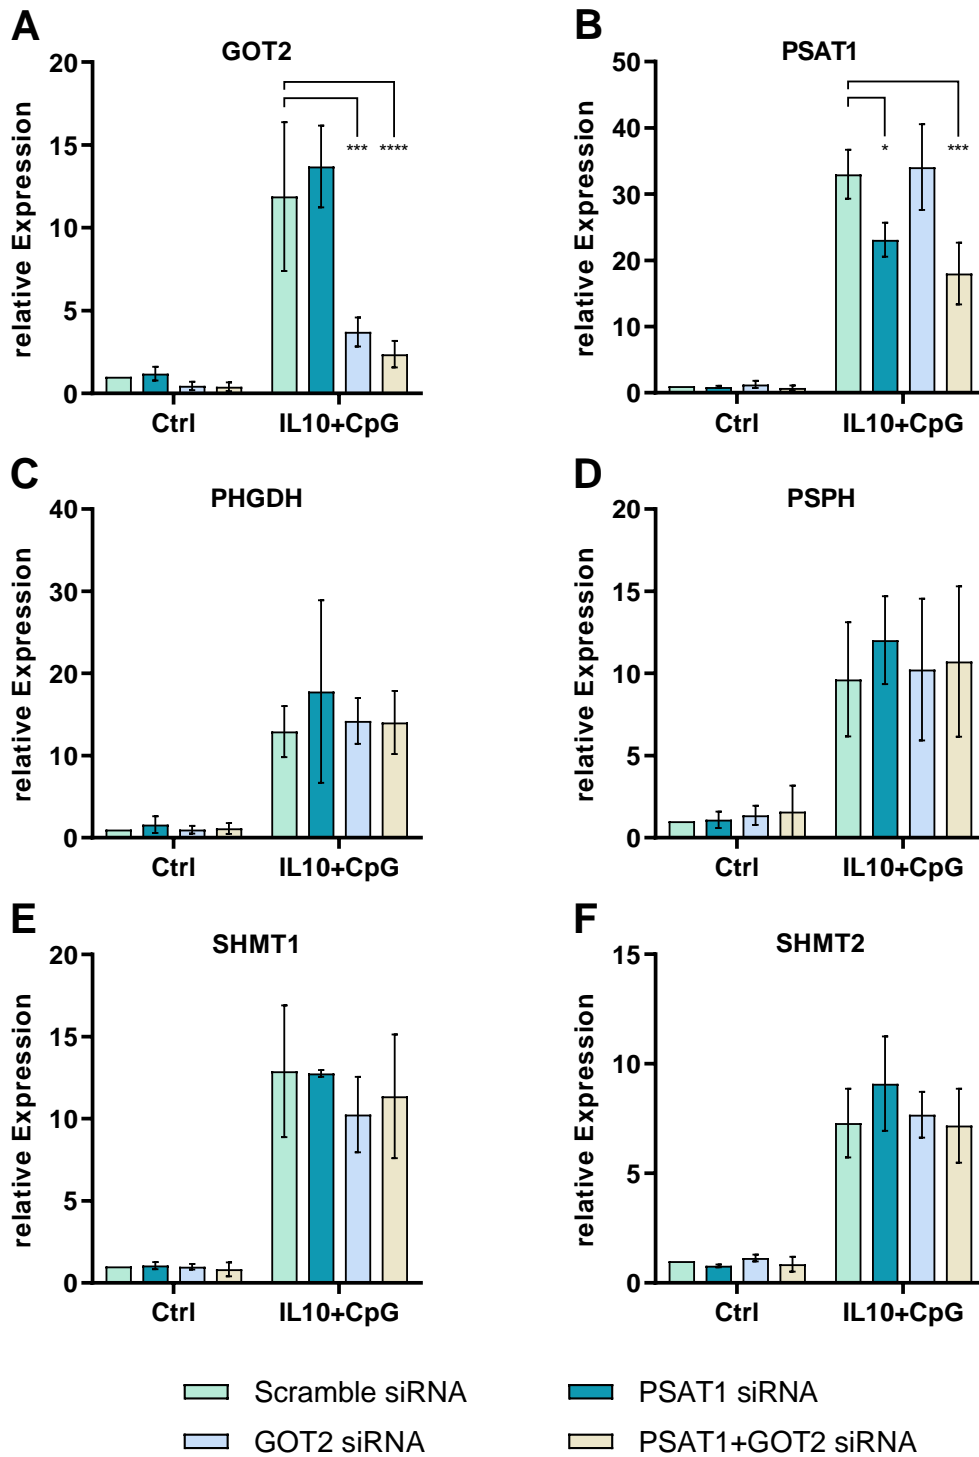 A
GOT2
relative Expression
20
15
10
5
0
*** ****
Ctrl IL10+CpG
B
PSAT1
relative Expression
50
40
30
20
10
0
* ***
Ctrl IL10+CpG
C
PHGDH
relative Expression
40
30
20
10
0
Ctrl IL10+CpG
D
PSPH
relative Expression
20
15
10
5
0
Ctrl IL10+CpG
E
SHMT1
relative Expression
20
15
10
5
0
Ctrl IL10+CpG
F
SHMT2
relative Expression
15
10
5
0
Ctrl IL10+CpG
Scramble siRNA
PSAT1 siRNA
GOT2 siRNA
PSAT1+GOT2 siRNA